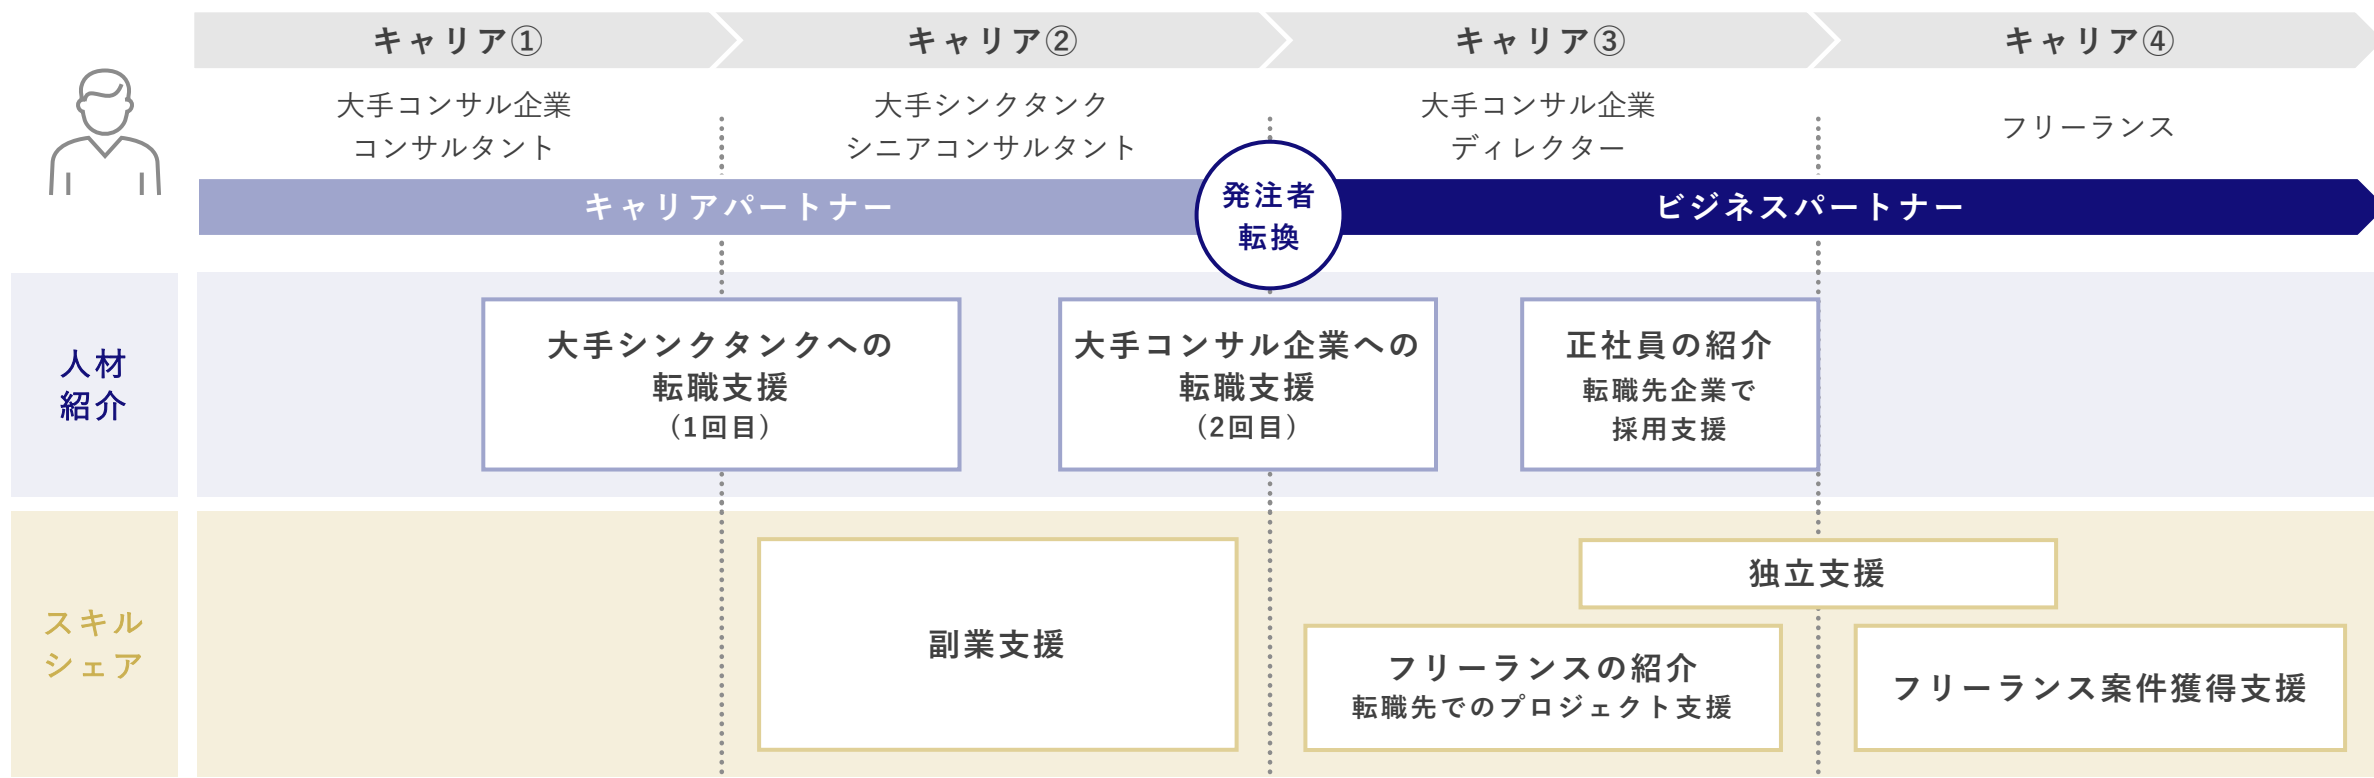 キャリア①
キャリア②
キャリア③
キャリア④
大手コンサル企業
コンサルタント
大手シンクタンク
シニアコンサルタント
大手コンサル企業
ディレクター
フリーランス
キャリアパートナー
発注者
転換
ビジネスパートナー
人材
紹介
大手シンクタンクへの
転職支援
(1回目)
大手コンサル企業への
転職支援
(2回目)
正社員の紹介
転職先企業で
採用支援
スキル
シェア
副業支援
独立支援
フリーランスの紹介
転職先でのプロジェクト支援
フリーランス案件獲得支援